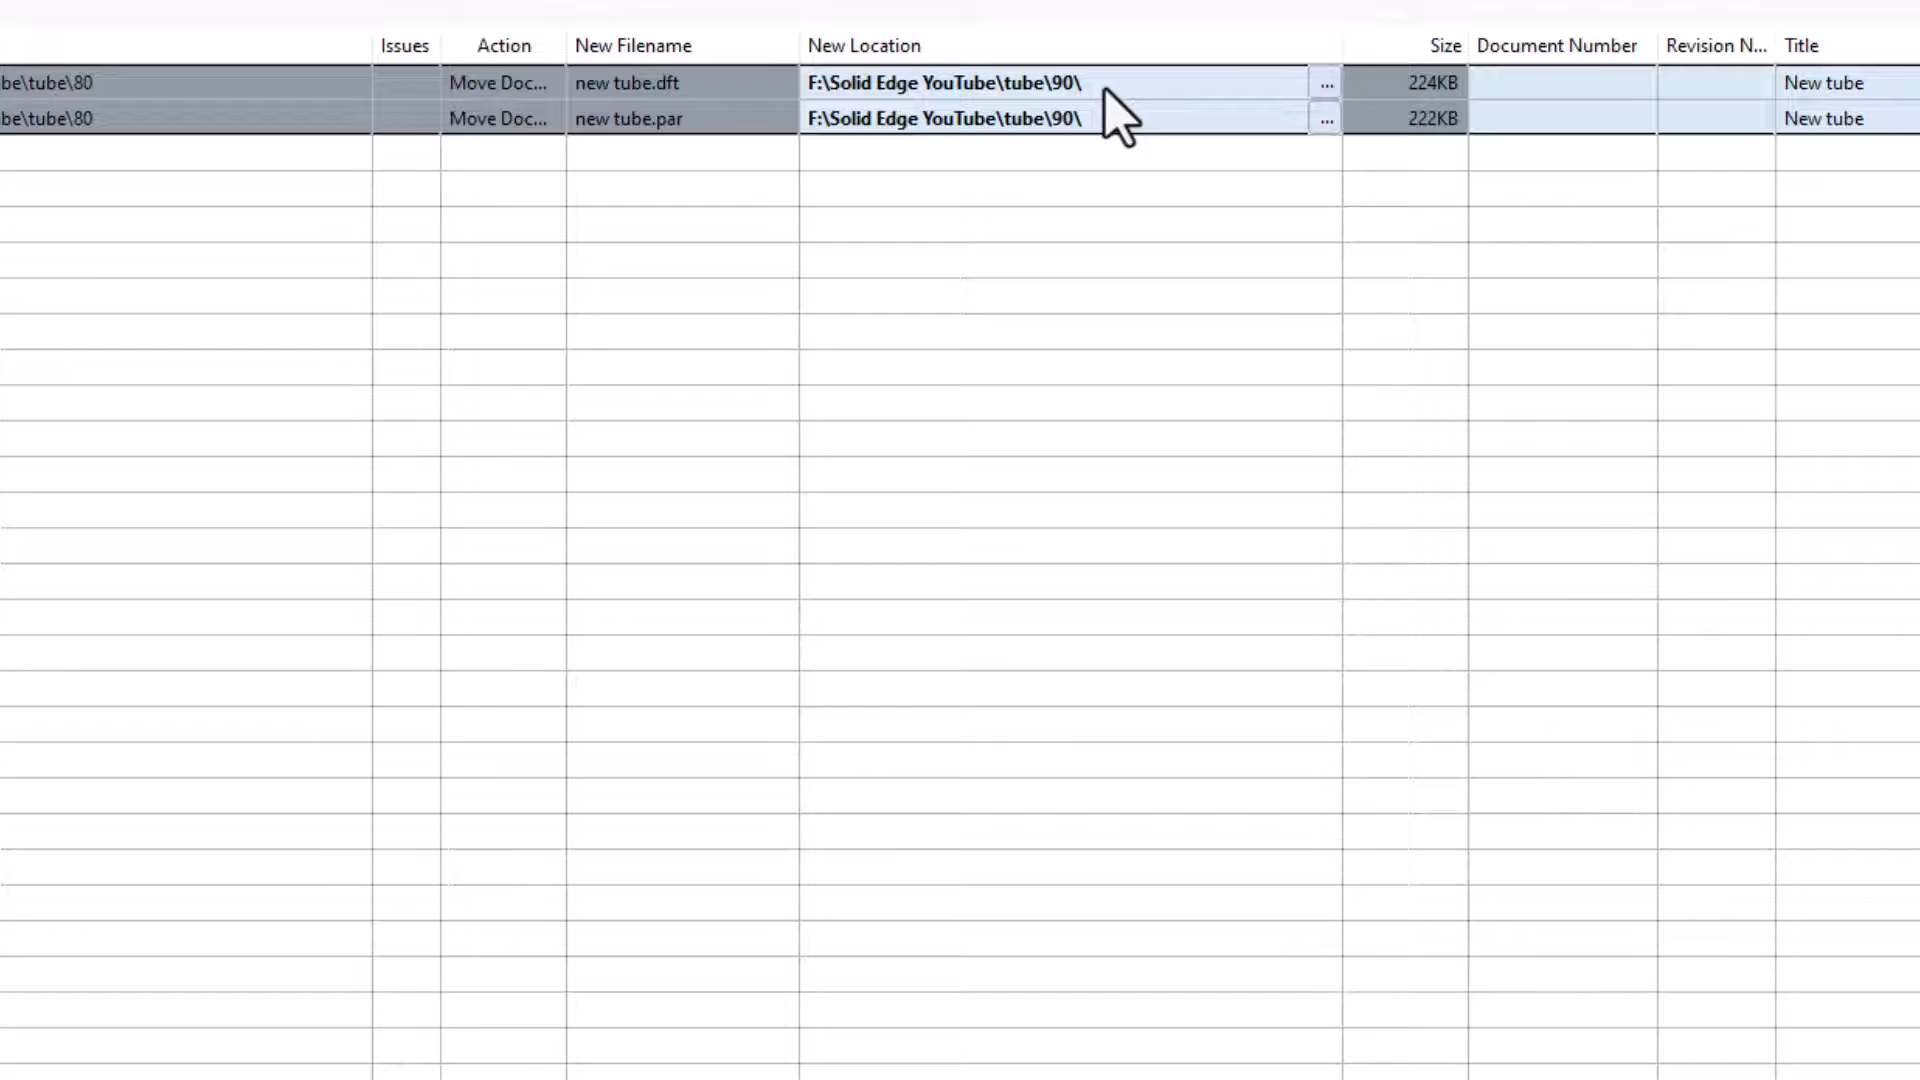 Issues Action New Filename New Location Size Document Number Revision N... Title
be\tube\80 Move Doc... new tube.dft F:\Solid Edge YouTube\tube\90\ ... 224KB New tube
be\tube\80 Move Doc... new tube.par F:\Solid Edge YouTube\tube\90\ ... 222KB New tube